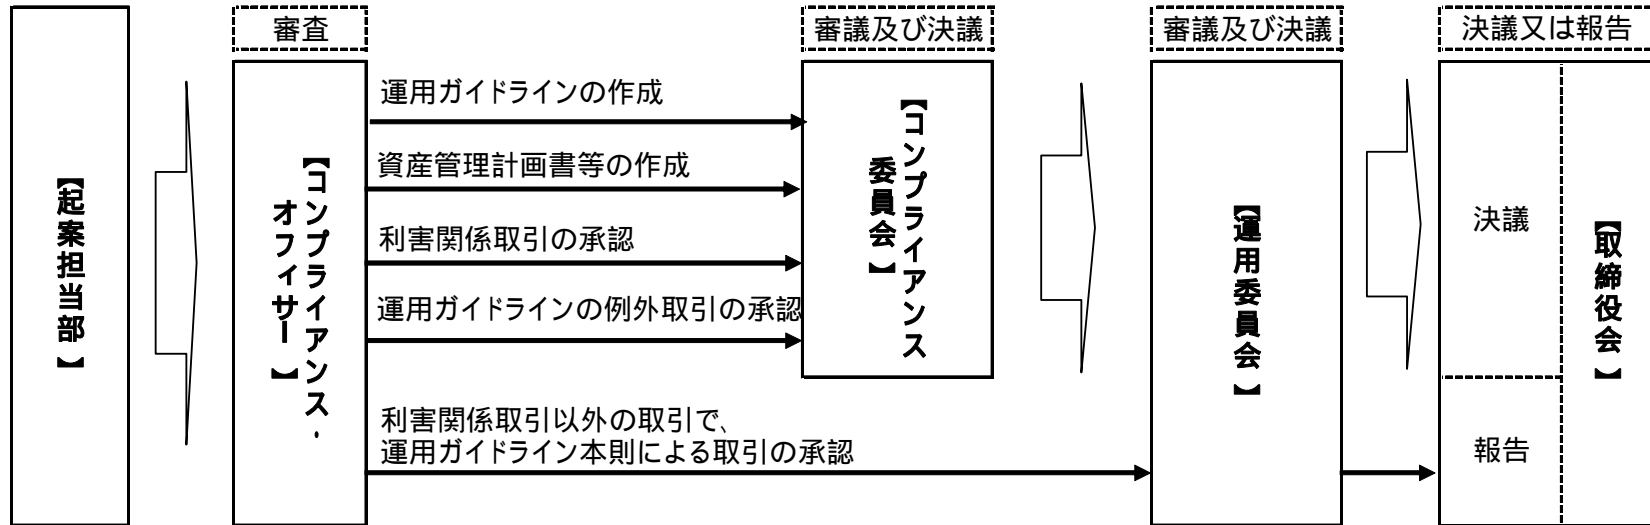 審査
審議及び決議
審議及び決議
決議又は報告
【起案担当部】
【コンプライアンス・
オフィサー】
運用ガイドラインの作成
資産管理計画書等の作成
利害関係取引の承認
運用ガイドラインの例外取引の承認
利害関係取引以外の取引で、
運用ガイドライン本則による取引の承認
【コンプライアンス
委員会】
【運用委員会】
決議
報告
【取締役会】